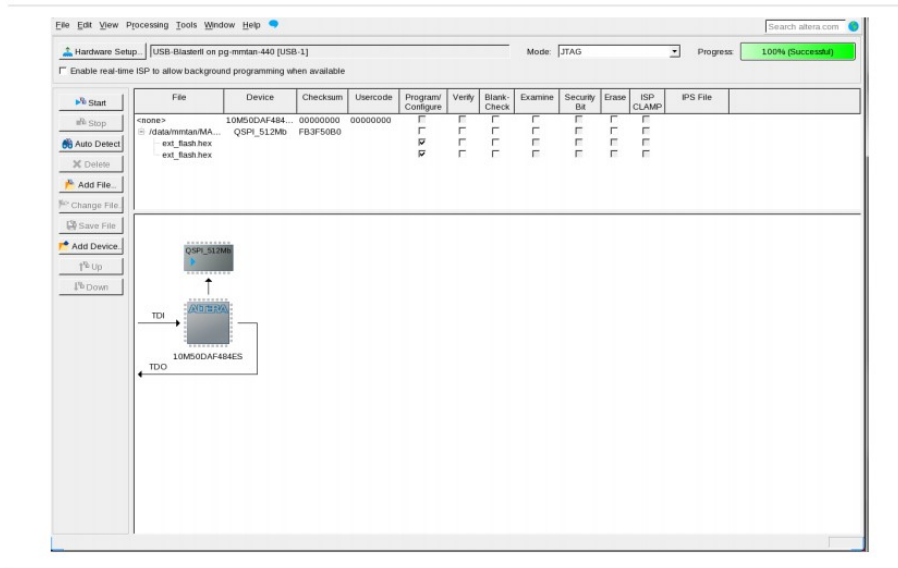 File Edit View Processing Tools Window Help
Search altera.com
Hardware Setup... USB-BlasterII on pg-mmtan-440 [USB-1] Mode: JTAG Progress: 100% (Successful)
Enable real-time ISP to allow background programming when available
Start
Stop
Auto Detect
Delete
Add File...
Change File..
Save File
Add Device..
Up
Down
File Device Checksum Usercode Program/ Configure Verify Blank- Check Examine Security Bit Erase ISP CLAMP IPS File
<none> 10M50DAF484... 00000000 00000000
/data/mmtan/MA... QSPI_512Mb FB3F50B0
ext_flash.hex
ext_flash.hex
QSPI_512Mb
ALTERA
TDI
10M50DAF484ES
TDO